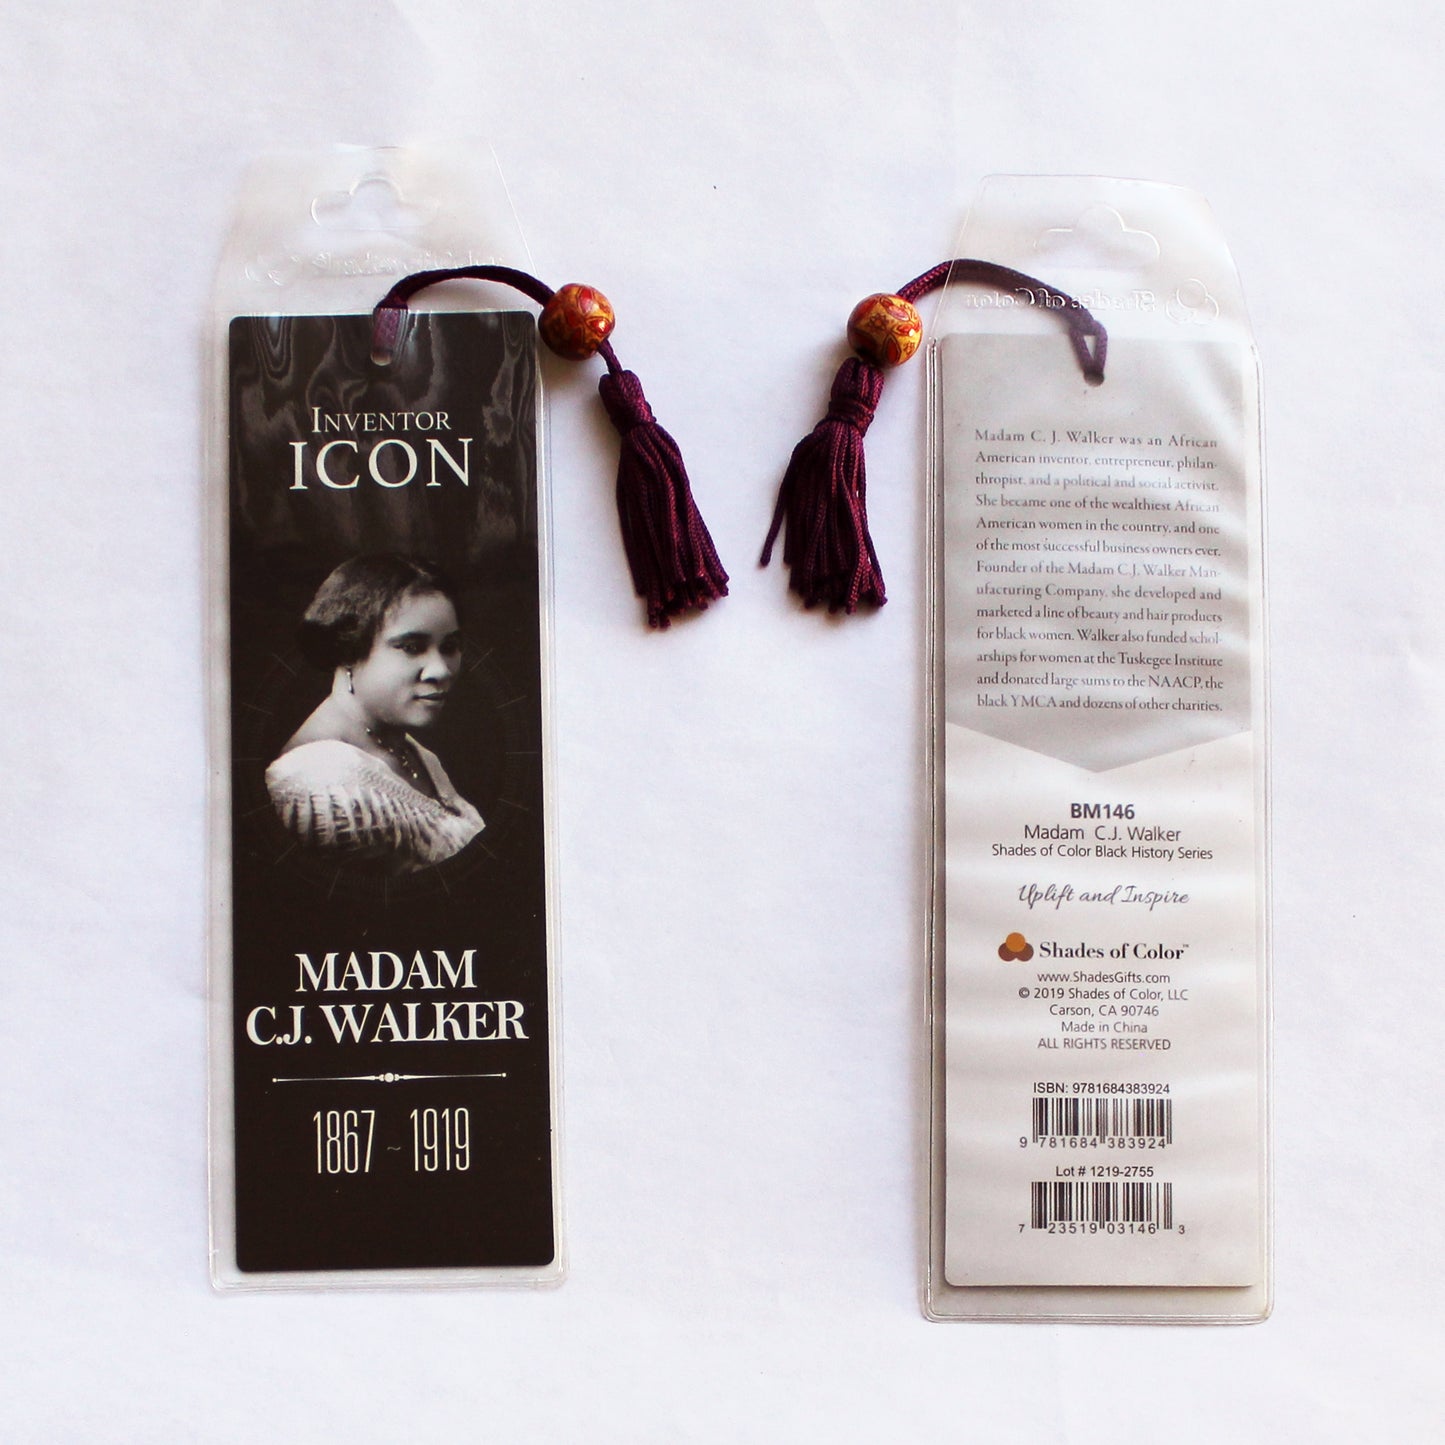 Shades of Color
INVENTOR
ICON
MADAM
C.J. WALKER
1867 ~ 1919
Shades of Color
Madam C. J. Walker was an African
American inventor, entrepreneur, philan-
thropist, and a political and social activist.
She became one of the wealthiest African
American women in the country, and one
of the most successful business owners ever.
Founder of the Madam C.J. Walker Man-
ufacturing Company, she developed and
marketed a line of beauty and hair products
for black women. Walker also funded schol-
arships for women at the Tuskegee Institute
and donated large sums to the NAACP, the
black YMCA and dozens of other charities.
BM146
Madam C.J. Walker
Shades of Color Black History Series
Uplift and Inspire
Shades of Color™
www.ShadesGifts.com
© 2019 Shades of Color, LLC
Carson, CA 90746
Made in China
ALL RIGHTS RESERVED
ISBN: 9781684383924
9 781684 383924
Lot # 1219-2755
7 23519 03146 3